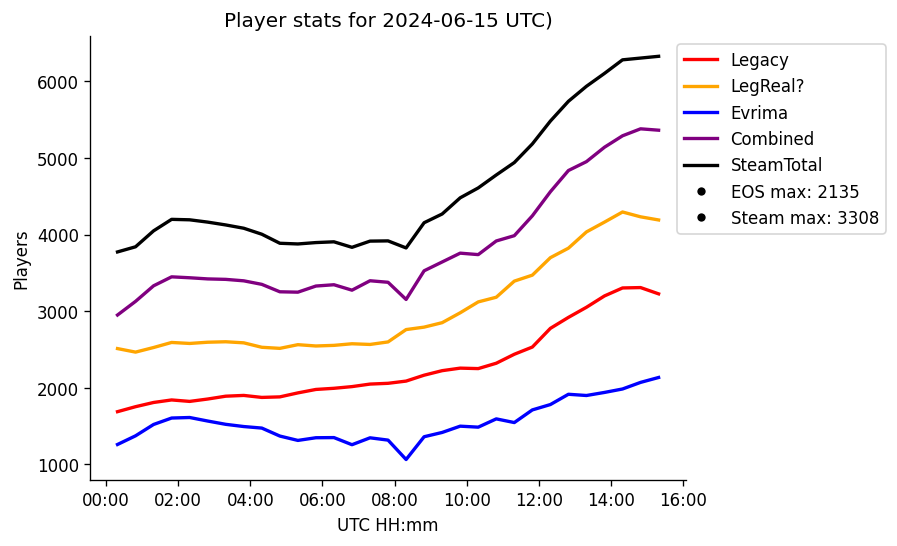 Player stats for 2024-06-15 UTC)
Players
6000
5000
4000
3000
2000
1000
00:00 02:00 04:00 06:00 08:00 10:00 12:00 14:00 16:00
UTC HH:mm
Legacy
LegReal?
Evrima
Combined
SteamTotal
EOS max: 2135
Steam max: 3308